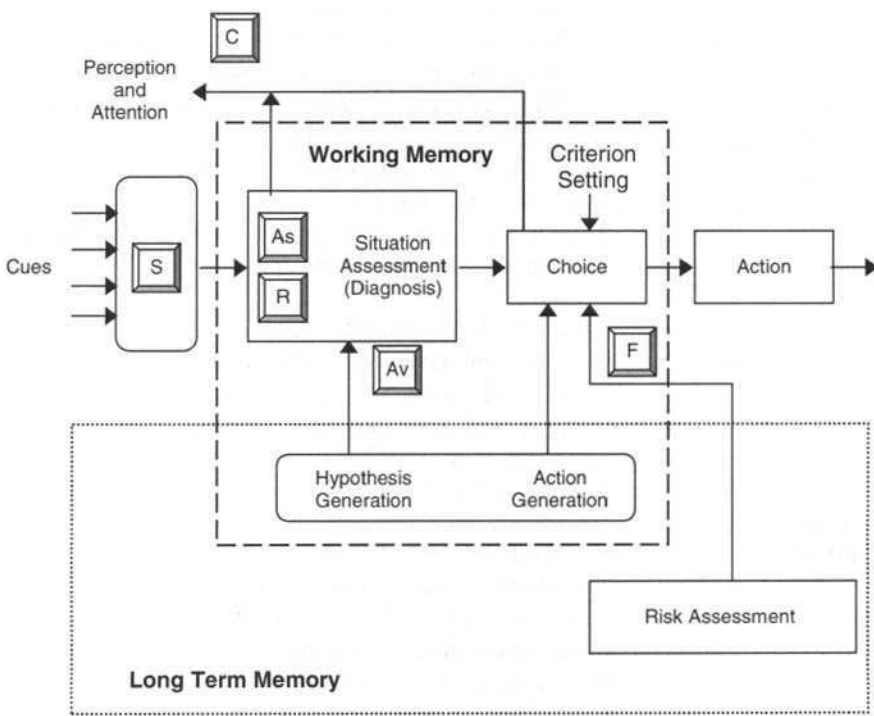 C
Perception
and
Attention
Working Memory
Criterion
Setting
Cues
S
As
R
Situation
Assessment
(Diagnosis)
Choice
Action
Av
F
Hypothesis
Generation
Action
Generation
Risk Assessment
Long Term Memory